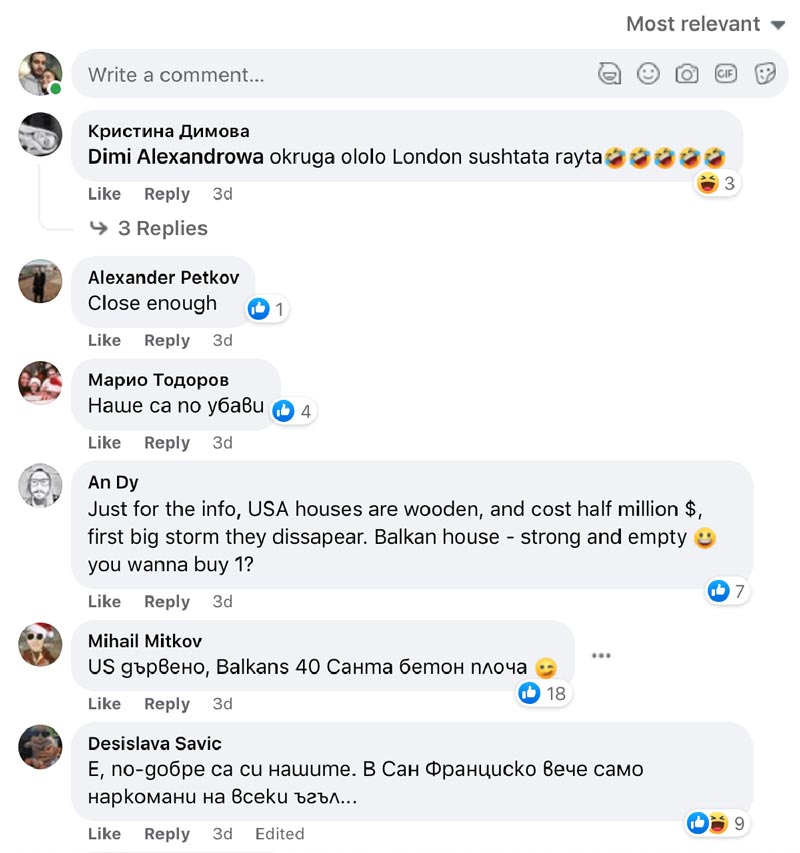 Most relevant
Write a comment...
GIF
Кристина Димова
Dimi Alexandrowa okruga ololo London sushtata rayta🤣🤣🤣🤣🤣
3
Like Reply 3d
3 Replies
Alexander Petkov
Close enough
1
Like Reply 3d
Марио Тодоров
Наше са по убави
4
Like Reply 3d
An Dy
Just for the info, USA houses are wooden, and cost half million $,
first big storm they dissapear. Balkan house - strong and empty 😀
you wanna buy 1?
7
Like Reply 3d
Mihail Mitkov
US дървено, Balkans 40 Санта бетон плоча 😉
18
Like Reply 3d
Desislava Savic
Е, по-добре са си нашите. В Сан Франциско вече само
наркомани на всеки ъгъл...
9
Like Reply 3d Edited